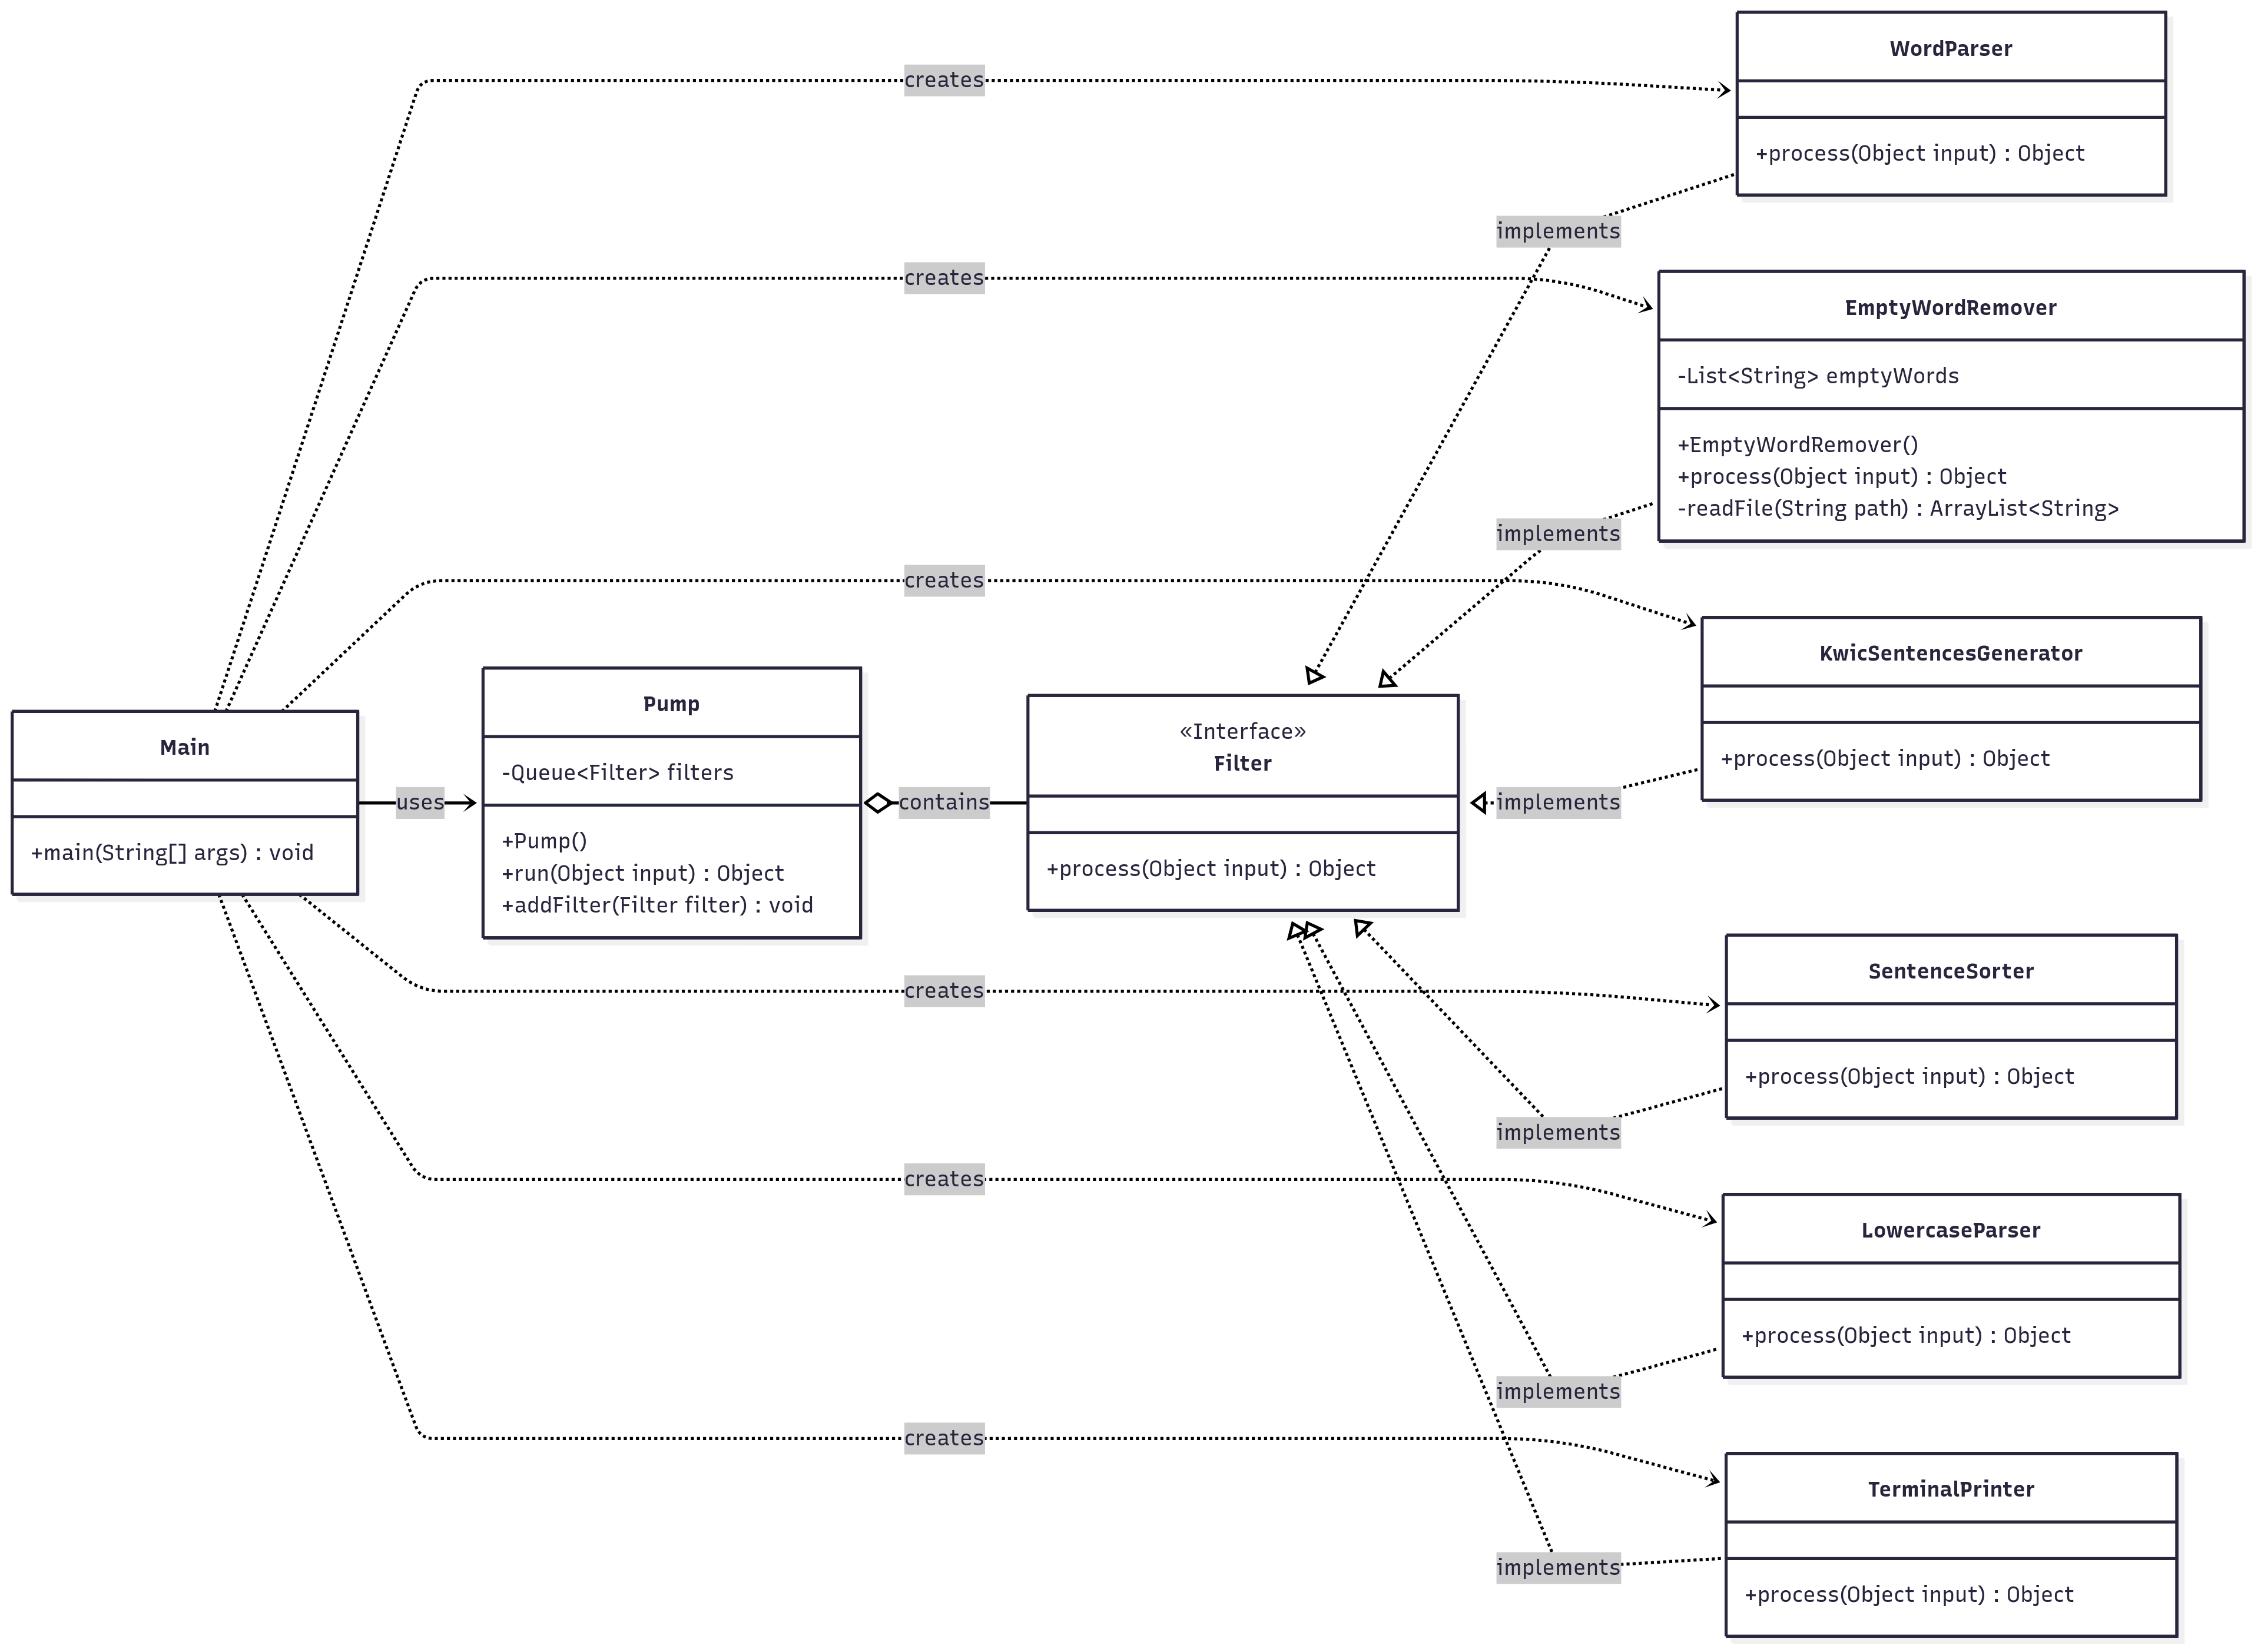 Main
+main(String[] args) : void
uses
Pump
-Queue<Filter> filters
+Pump()
+run(Object input) : Object
+addFilter(Filter filter) : void
contains
«Interface»
Filter
+process(Object input) : Object
creates
creates
creates
creates
creates
creates
implements
implements
implements
implements
implements
implements
WordParser
+process(Object input) : Object
EmptyWordRemover
-List<String> emptyWords
+EmptyWordRemover()
+process(Object input) : Object
-readFile(String path) : ArrayList<String>
KwicSentencesGenerator
+process(Object input) : Object
SentenceSorter
+process(Object input) : Object
LowercaseParser
+process(Object input) : Object
TerminalPrinter
+process(Object input) : Object